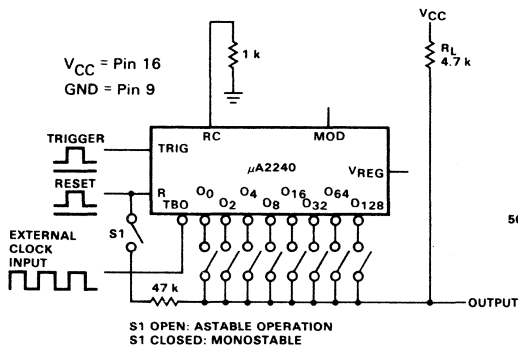 VCC
VCC = Pin 16
GND = Pin 9
1 k
RL
4.7 k
RC
MOD
TRIGGER
TRIG
μA2240
VREG
RESET
R
O0 O4 O16 O64
TBO O2 O8 O32 O128
S1
EXTERNAL
CLOCK
INPUT
50
47 k
OUTPUT
S1 OPEN: ASTABLE OPERATION
S1 CLOSED: MONOSTABLE